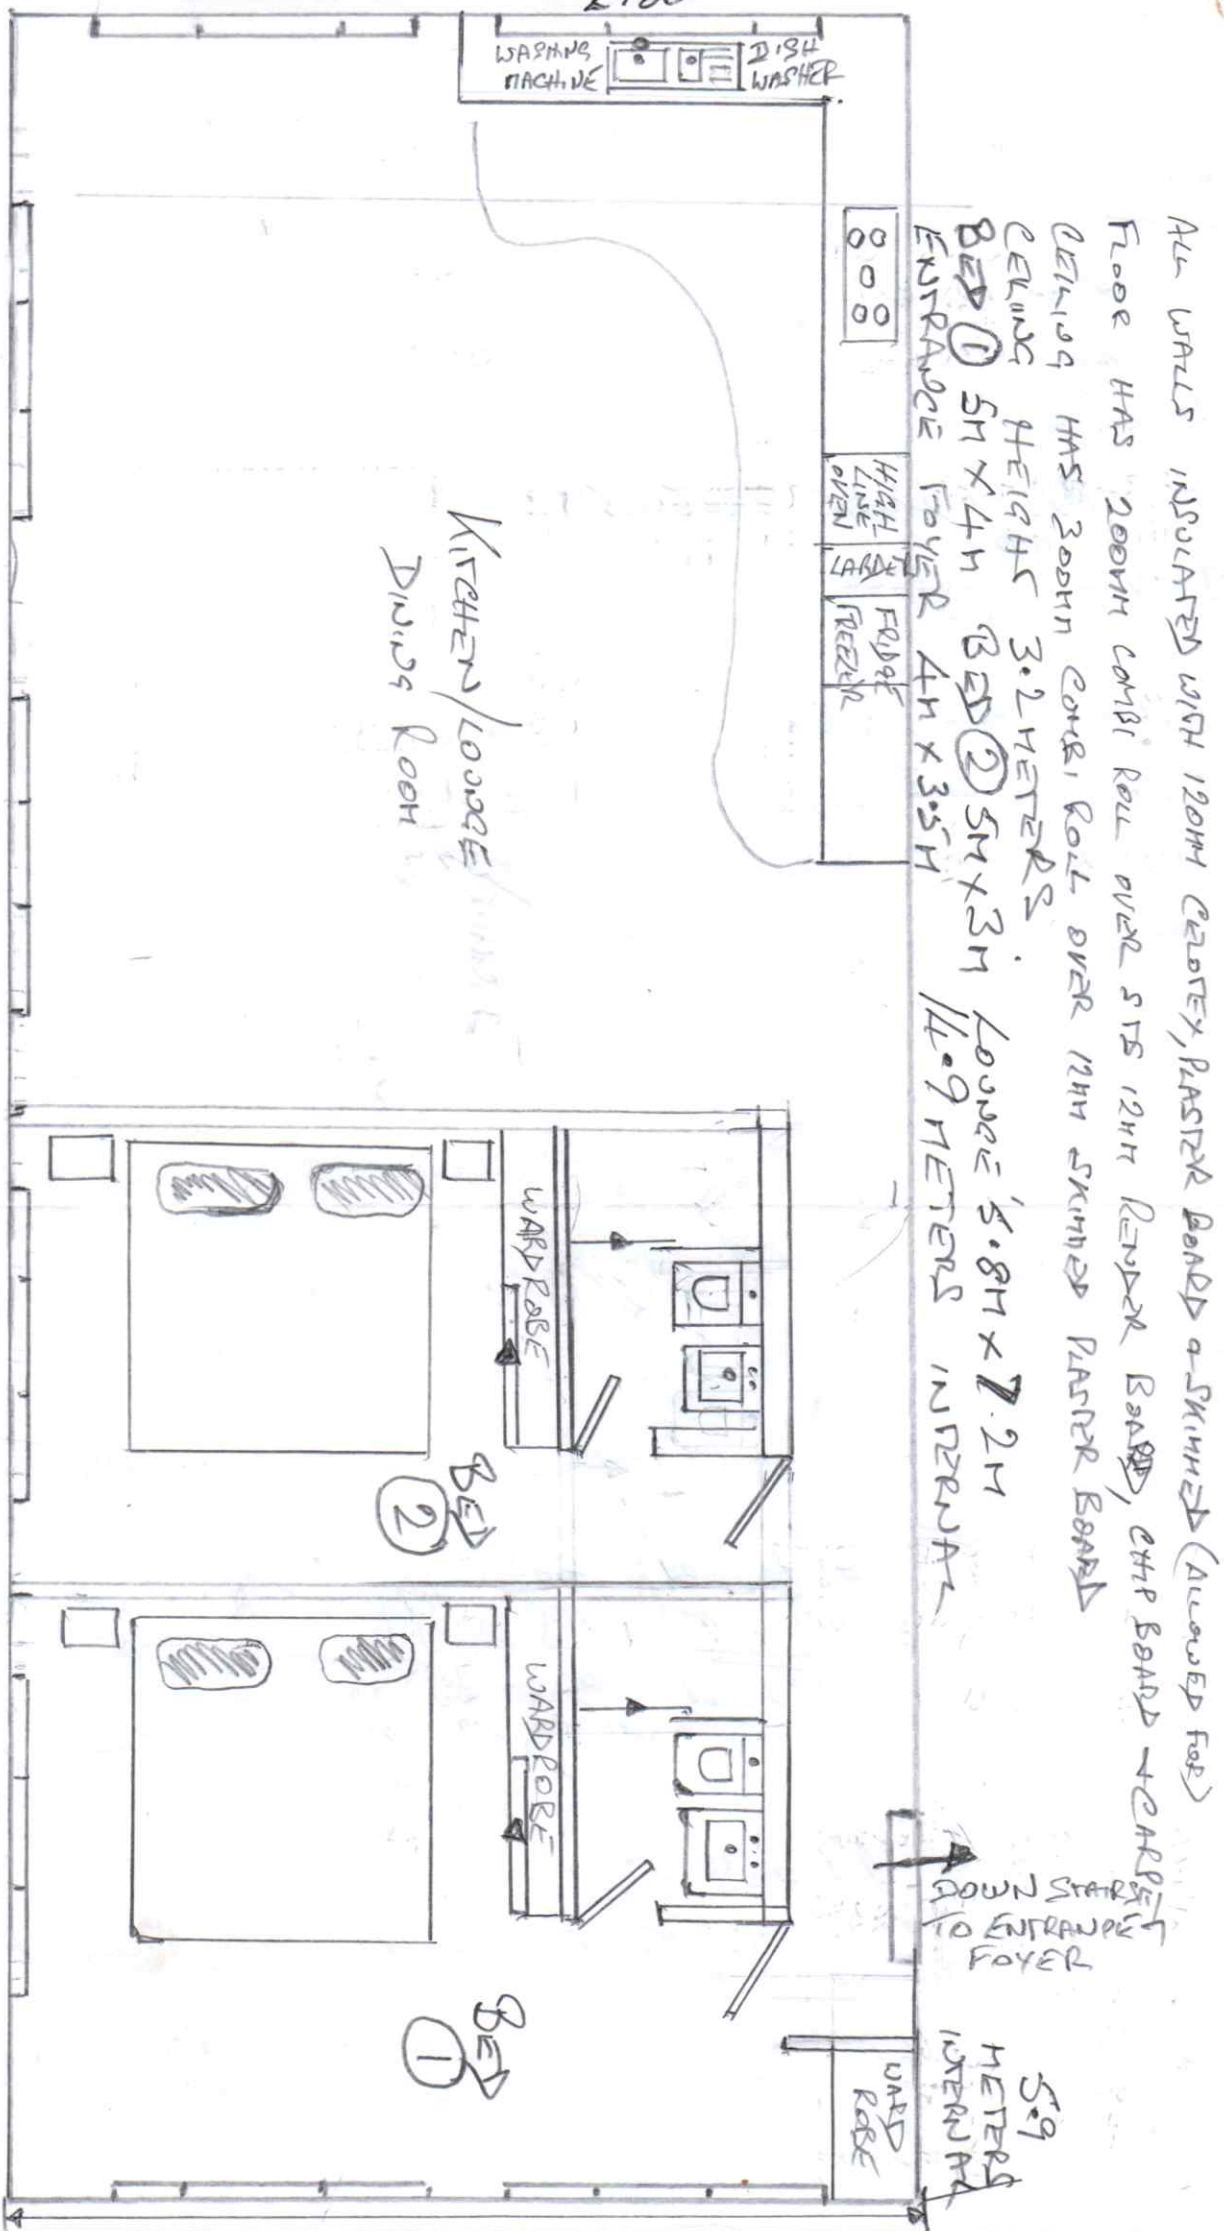 ALL WALLS INSULATED WITH 120MM CELOTEX, PLASTER BOARD & SKIMMED (ALLOWED FOR)
FLOOR HAS 200MM COMBI ROLL OVER STS 12MM RENDER BOARD, CHIP BOARD & CARPET
CEILING HAS 300MM COMBI ROLL OVER 12MM SKIMMED PLASTER BOARD
CEILING HEIGHT 3.2 METERS
BED 1 5M X 4M BED 2 5M X 3M LOUNGE 5.8M X 7.2M
ENTRANCE FOYER 4M X 3.5M 14.9 METERS INTERNAL
WASHING
MACHINE
DISH
WASHER
HIGH
LINE
OVEN
LARDER
FRIDGE
FREEZER
KITCHEN/LOUNGE
DINING ROOM
WARDROBE
BED
2
WARDROBE
BED
1
DOWN STAIRS
TO ENTRANCE
FOYER
WARD
ROBE
5.9
METERS
INTERNAL